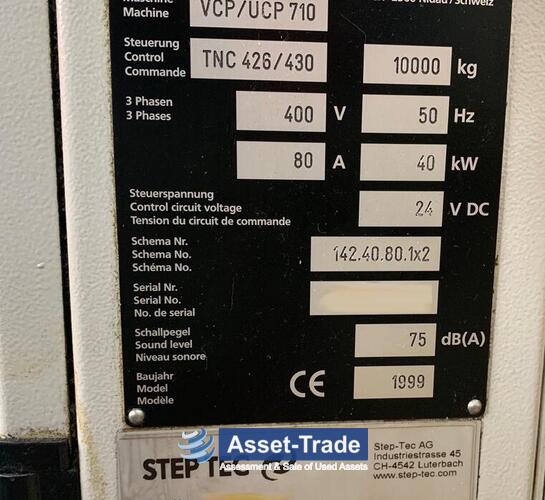 Machine
VCP/UCP 710
Nidau/Schweiz
Steuerung
Control
Commande
TNC 426/430
10000 kg
3 Phasen
3 Phases
400 V
50 Hz
80 A
40 kW
Steuerspannung
Control circuit voltage
Tension du circuit de commande
24 V DC
Schema Nr.
Schema No.
Schéma No.
142.40.80.1x2
Serial Nr.
Serial No.
No. de serial
Schallpegel
Sound level
Niveau sonore
75 dB(A)
Baujahr
Model
Modèle
CE
1999
STEP TEC
Asset-Trade
Assessment & Sale of Used Assets
Step-Tec AG
Industriestrasse 45
CH-4542 Luterbach
www.step-tec.com